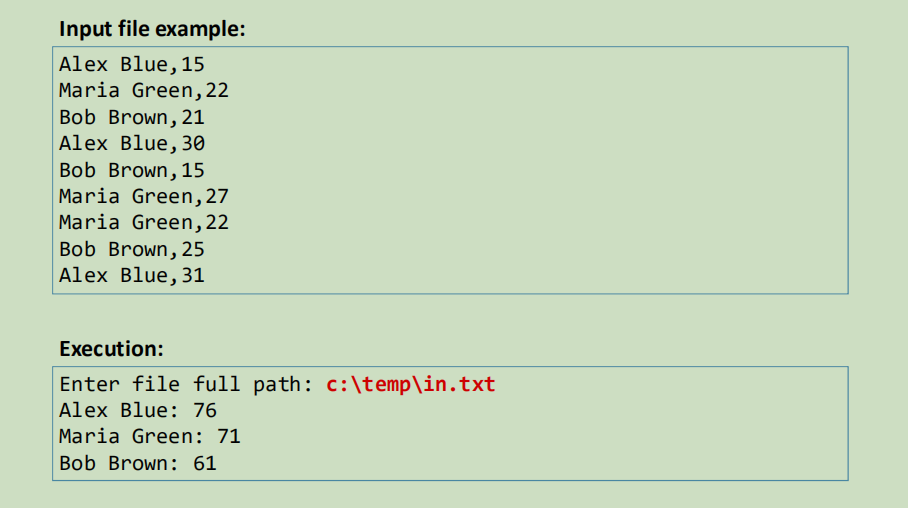 Input file example:
Alex Blue,15
Maria Green,22
Bob Brown,21
Alex Blue,30
Bob Brown,15
Maria Green,27
Maria Green,22
Bob Brown,25
Alex Blue,31
Execution:
Enter file full path: c:\temp\in.txt
Alex Blue: 76
Maria Green: 71
Bob Brown: 61